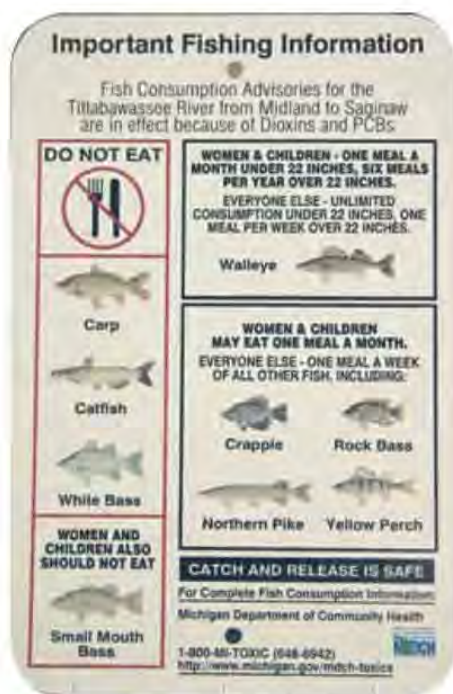 Important Fishing Information
Fish Consumption Advisories for the
Tittabawassee River from Midland to Saginaw
are in effect because of Dioxins and PCBs
DO NOT EAT
Carp
Catfish
White Bass
WOMEN AND
CHILDREN ALSO
SHOULD NOT EAT
Small Mouth
Bass
WOMEN & CHILDREN - ONE MEAL A
MONTH UNDER 22 INCHES, SIX MEALS
PER YEAR OVER 22 INCHES.
EVERYONE ELSE - UNLIMITED
CONSUMPTION UNDER 22 INCHES, ONE
MEAL PER WEEK OVER 22 INCHES.
Walleye
WOMEN & CHILDREN
MAY EAT ONE MEAL A MONTH.
EVERYONE ELSE - ONE MEAL A WEEK
OF ALL OTHER FISH, INCLUDING:
Crappie
Rock Bass
Northern Pike
Yellow Perch
CATCH AND RELEASE IS SAFE
For Complete Fish Consumption Information:
Michigan Department of Community Health
MDCH
1-800-MI-TOXIC (648-6942)
http://www.michigan.gov/mdch-toxics